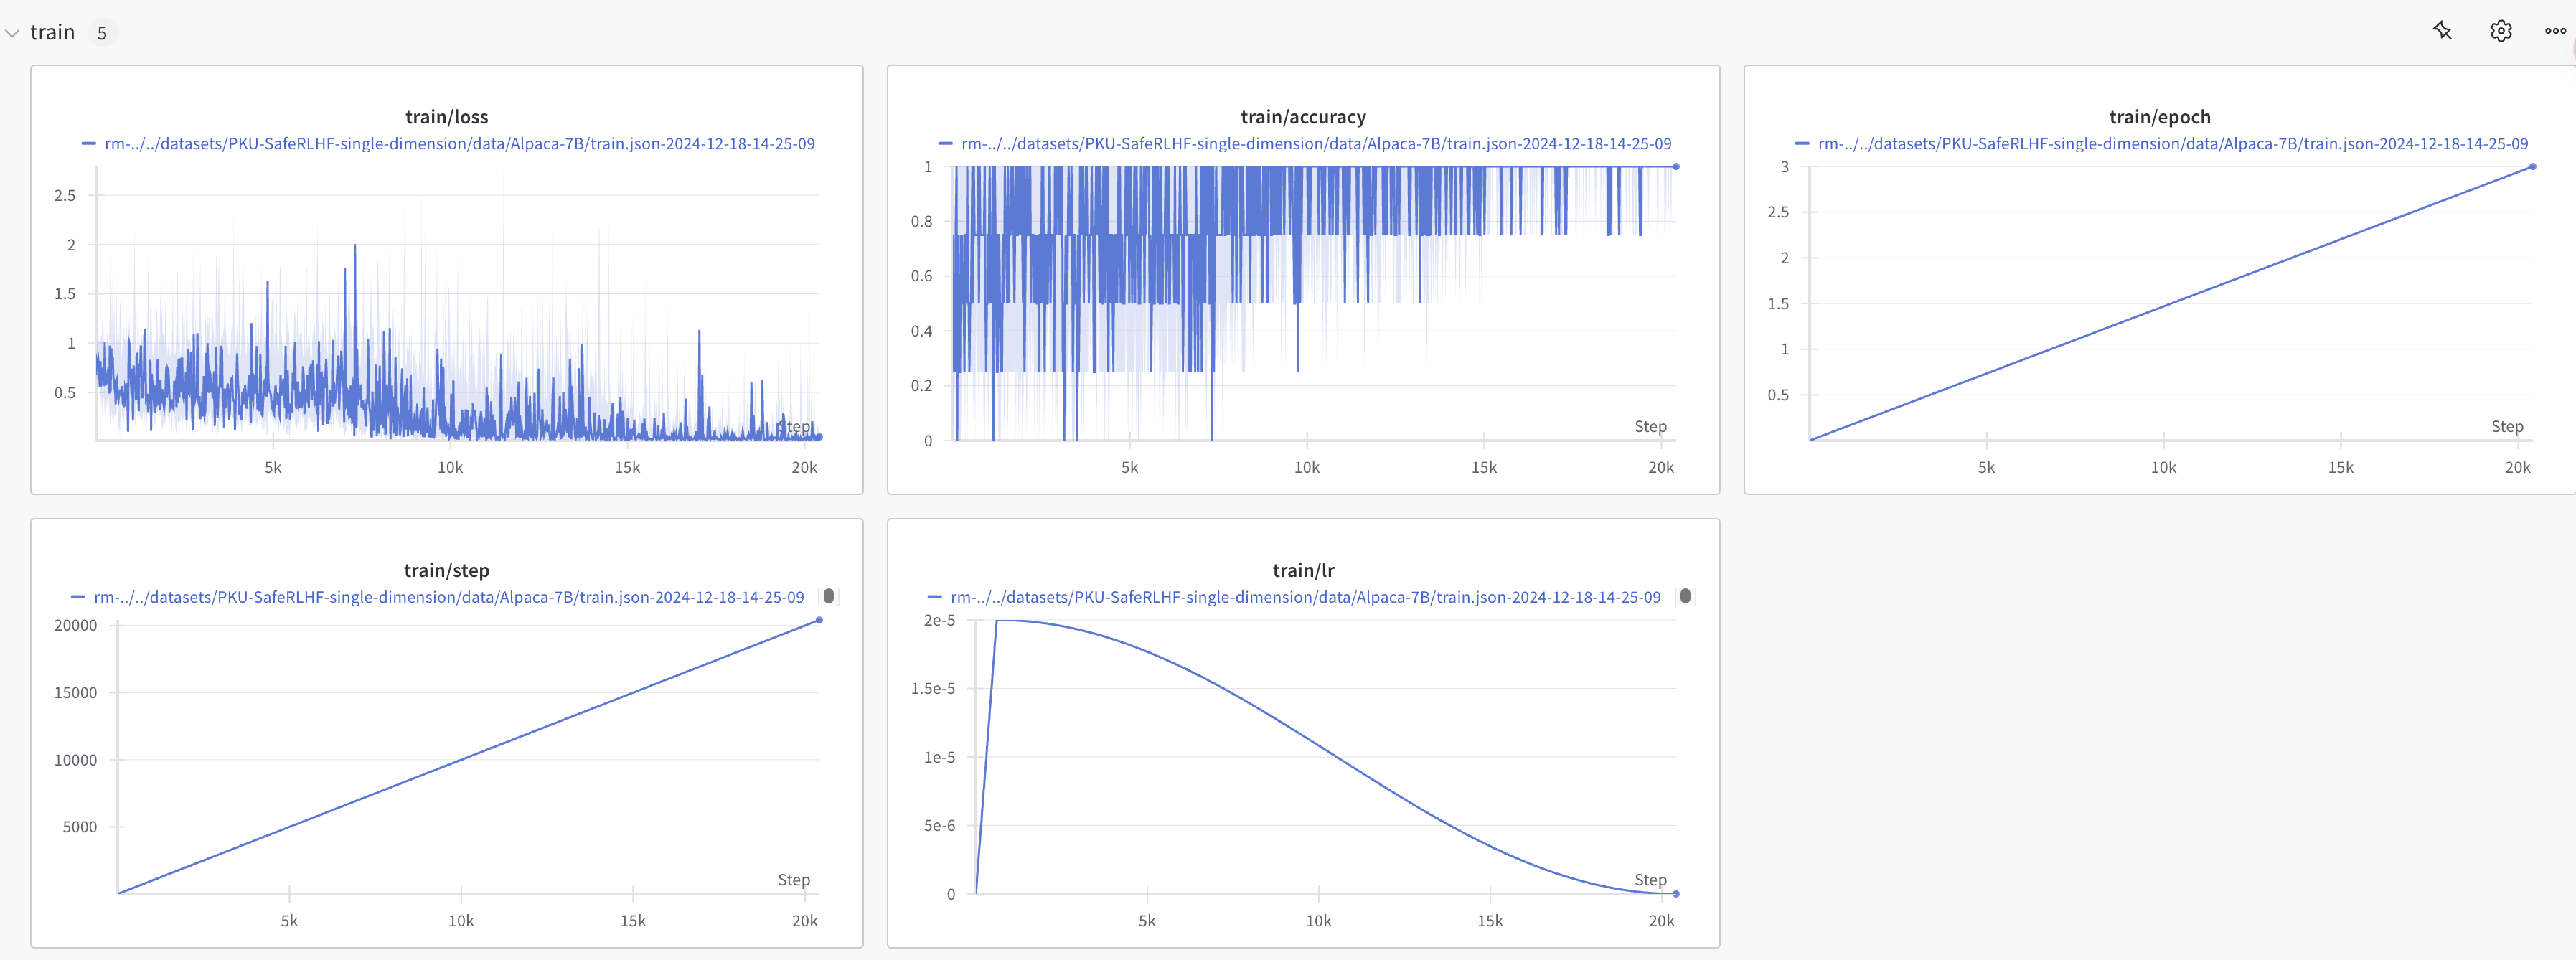 train 5
train/loss
rm-../../datasets/PKU-SafeRLHF-single-dimension/data/Alpaca-7B/train.json-2024-12-18-14-25-09
2.5
2
1.5
1
0.5
Step
5k 10k 15k 20k
train/accuracy
rm-../../datasets/PKU-SafeRLHF-single-dimension/data/Alpaca-7B/train.json-2024-12-18-14-25-09
1
0.8
0.6
0.4
0.2
0
Step
5k 10k 15k 20k
train/epoch
rm-../../datasets/PKU-SafeRLHF-single-dimension/data/Alpaca-7B/train.json-2024-12-18-14-25-09
3
2.5
2
1.5
1
0.5
Step
5k 10k 15k 20k
train/step
rm-../../datasets/PKU-SafeRLHF-single-dimension/data/Alpaca-7B/train.json-2024-12-18-14-25-09
20000
15000
10000
5000
Step
5k 10k 15k 20k
train/lr
rm-../../datasets/PKU-SafeRLHF-single-dimension/data/Alpaca-7B/train.json-2024-12-18-14-25-09
2e-5
1.5e-5
1e-5
5e-6
0
Step
5k 10k 15k 20k